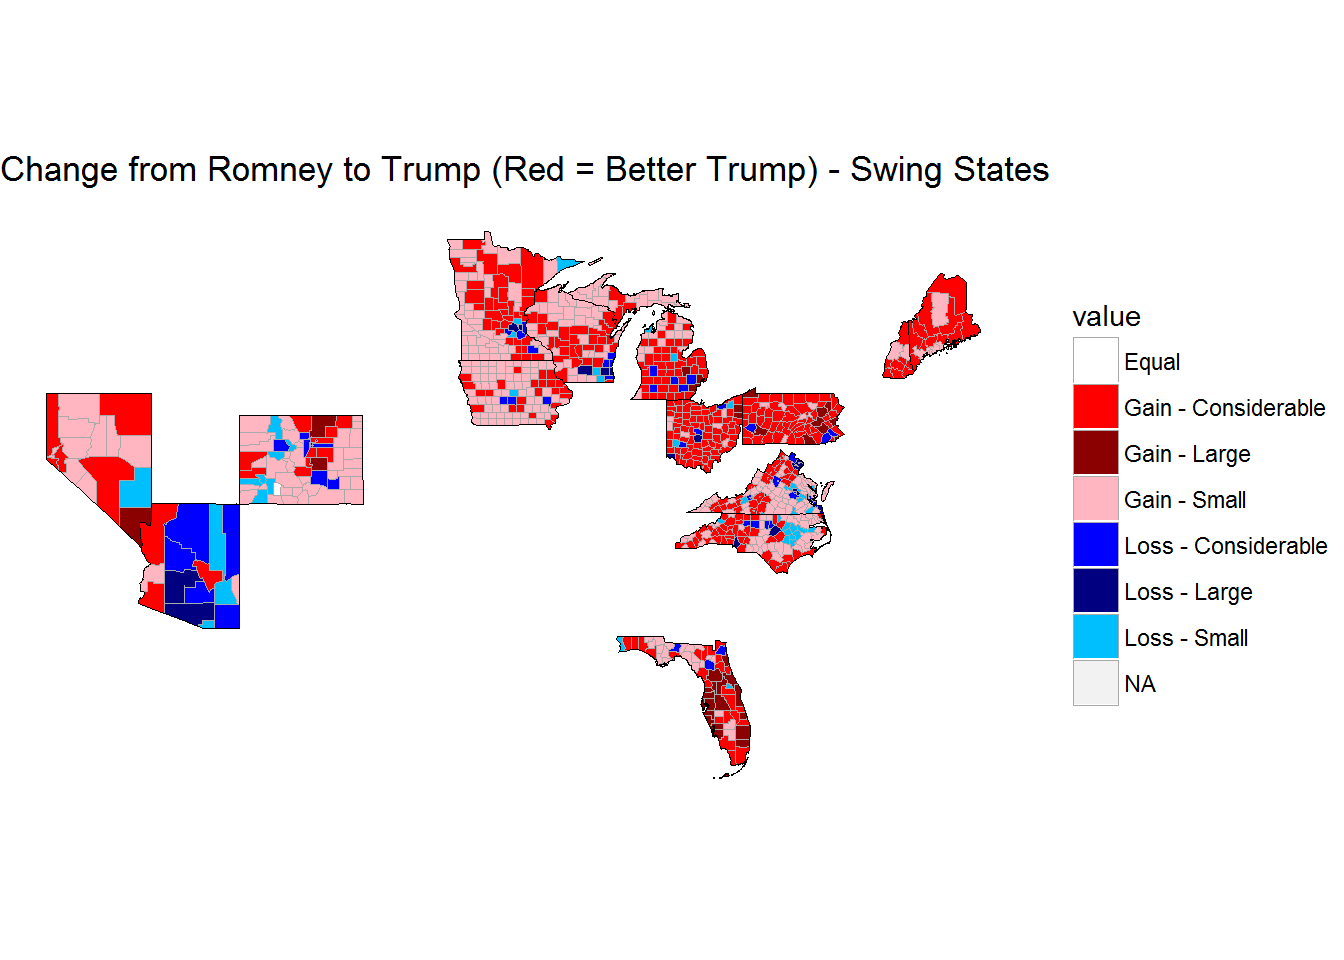 Change from Romney to Trump (Red = Better Trump) - Swing States
value
Equal
Gain - Considerable
Gain - Large
Gain - Small
Loss - Considerable
Loss - Large
Loss - Small
NA